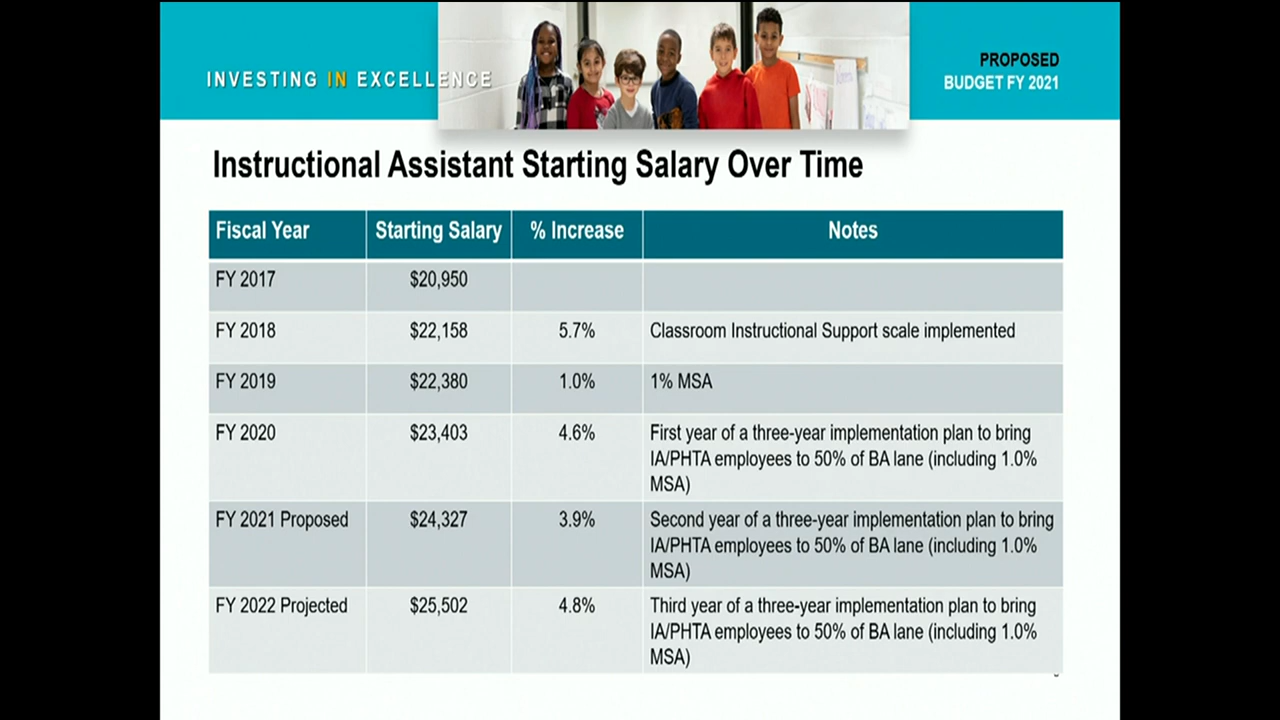 INVESTING IN EXCELLENCE
PROPOSED
BUDGET FY 2021
Instructional Assistant Starting Salary Over Time
Fiscal Year Starting Salary % Increase Notes
FY 2017 $20,950
FY 2018 $22,158 5.7% Classroom Instructional Support scale implemented
FY 2019 $22,380 1.0% 1% MSA
FY 2020 $23,403 4.6% First year of a three-year implementation plan to bring
IA/PHTA employees to 50% of BA lane (including 1.0%
MSA)
FY 2021 Proposed $24,327 3.9% Second year of a three-year implementation plan to bring
IA/PHTA employees to 50% of BA lane (including 1.0%
MSA)
FY 2022 Projected $25,502 4.8% Third year of a three-year implementation plan to bring
IA/PHTA employees to 50% of BA lane (including 1.0%
MSA)